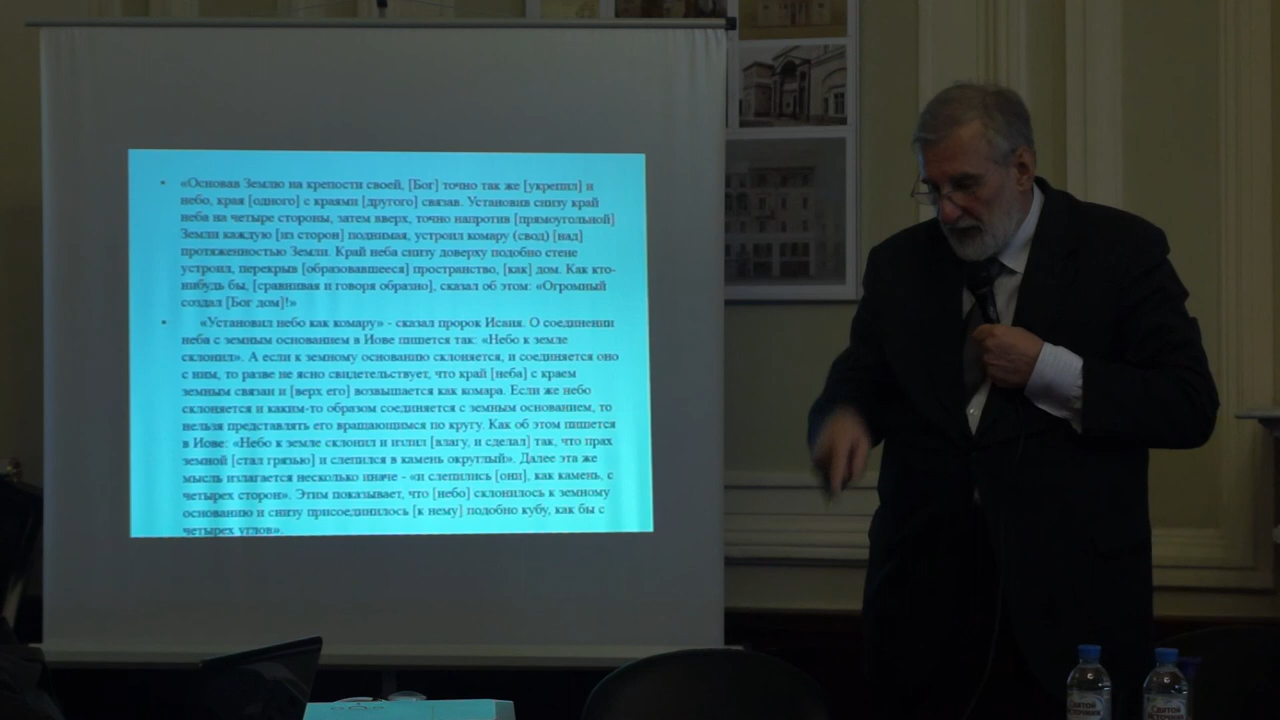 • «Основав Землю на крепости своей, [Бог] точно так же [укрепил] и
небо, края [одного] с краями [другого] связав. Установив снизу край
неба на четыре стороны, затем вверх, точно напротив [прямоугольной]
Земли каждую [из сторон] поднимая, устроил комару (свод) [над]
протяженностью Земли. Край неба снизу доверху подобно стене
устроил, перекрыв [образовавшееся] пространство, [как] дом. Как кто-
нибудь бы, [сравнивая и говоря образно], сказал об этом: «Огромный
создал [Бог дом]!»
• «Установил небо как комару» - сказал пророк Исаия. О соединении
неба с земным основанием в Иове пишется так: «Небо к земле
склонил». А если к земному основанию склоняется, и соединяется оно
с ним, то разве не ясно свидетельствует, что край [неба] с краем
земным связан и [верх его] возвышается как комара. Если же небо
склоняется и каким-то образом соединяется с земным основанием, то
нельзя представлять его вращающимся по кругу. Как об этом пишется
в Иове: «Небо к земле склонил и излил [влагу, и сделал] так, что прах
земной [стал грязью] и слепился в камень округлый». Далее эта же
мысль излагается несколько иначе - «и слепились [они], как камень, с
четырех сторон». Этим показывает, что [небо] склонилось к земному
основанию и снизу присоединилось [к нему] подобно кубу, как бы с
четырех углов».
Святой
Источник
Святой
Источник